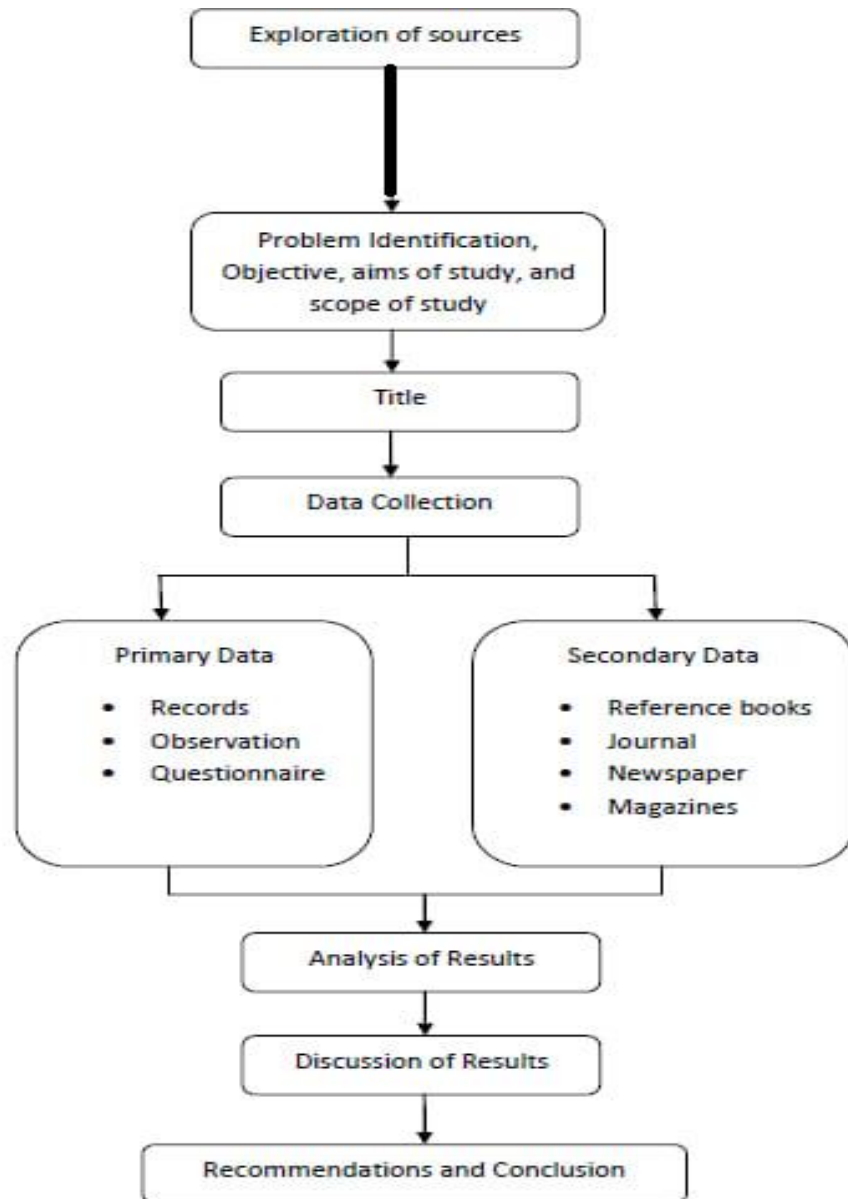 Exploration of sources
Problem Identification,
Objective, aims of study, and
scope of study
Title
Data Collection
Primary Data
• Records
• Observation
• Questionnaire
Secondary Data
• Reference books
• Journal
• Newspaper
• Magazines
Analysis of Results
Discussion of Results
Recommendations and Conclusion